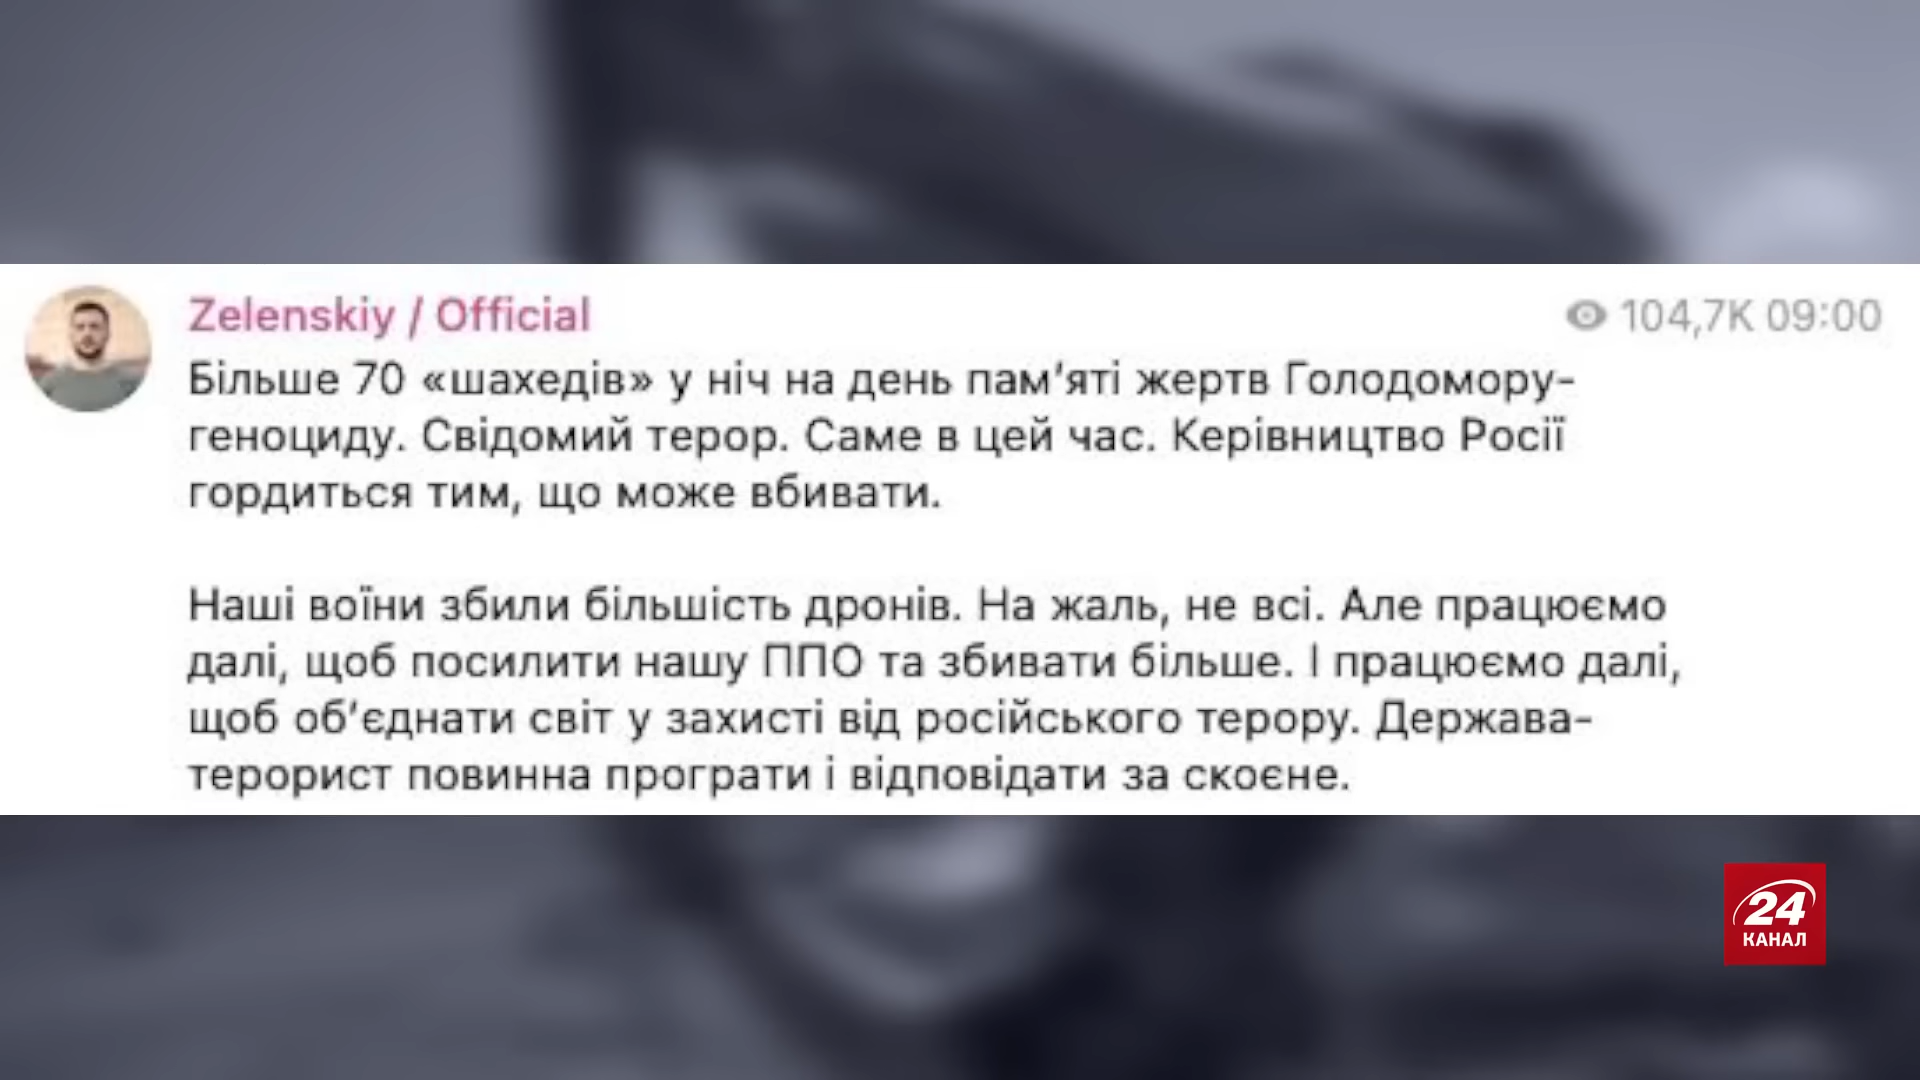 Zelenskiy / Official
104,7K 09:00
Більше 70 «шахедів» у ніч на день пам’яті жертв Голодомору-
геноциду. Свідомий терор. Саме в цей час. Керівництво Росії
гордиться тим, що може вбивати.
Наші воїни збили більшість дронів. На жаль, не всі. Але працюємо
далі, щоб посилити нашу ППО та збивати більше. І працюємо далі,
щоб об’єднати світ у захисті від російського терору. Держава-
терорист повинна програти і відповідати за скоєне.
24
КАНАЛ